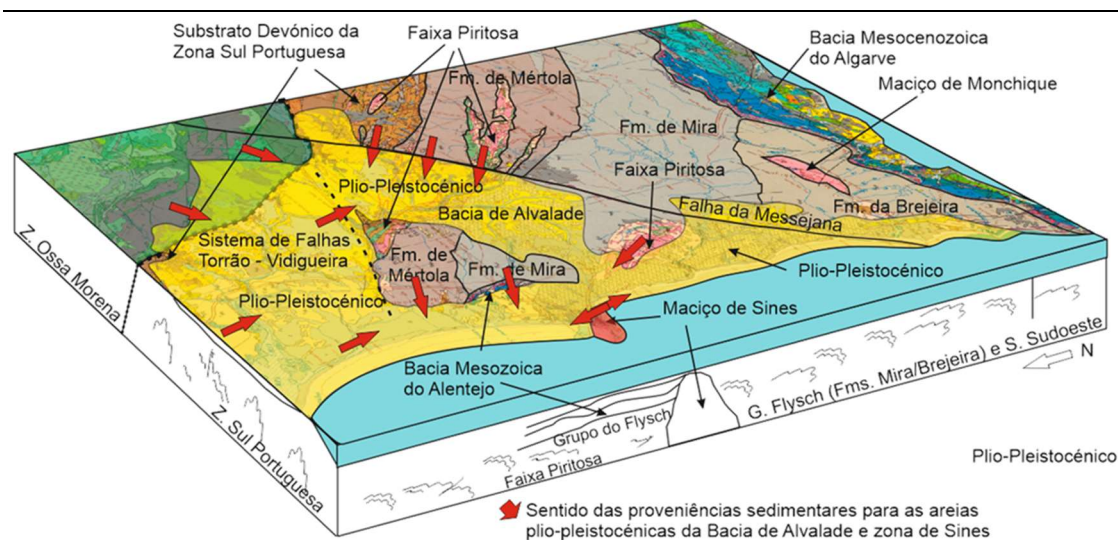 Substrato Devónico da
Zona Sul Portuguesa
Faixa Piritosa
Fm. de Mértola
Bacia Mesocenozoica
do Algarve
Maciço de Monchique
Fm. de Mira
Faixa Piritosa
Plio-Pleistocénico
Bacia de Alvalade
Falha da Messejana
Fm. da Brejeira
Sistema de Falhas
Torrão - Vidigueira
Fm. de
Mértola
Fm. de Mira
Plio-Pleistocénico
Plio-Pleistocénico
Z. Ossa Morena
Maciço de Sines
Bacia Mesozoica
do Alentejo
Z. Sul Portuguesa
Grupo do Flysch
Faixa Piritosa
G. Flysch (Fms. Mira/Brejeira) e S. Sudoeste
N
Plio-Pleistocénico
Sentido das proveniências sedimentares para as areias
plio-pleistocénicas da Bacia de Alvalade e zona de Sines